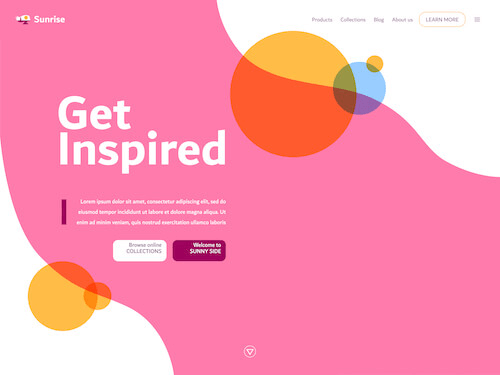 Sunrise
Products Collections Blog About us LEARN MORE
Get
Inspired
Lorem ipsum dolor sit amet, consectetur adipiscing elit, sed do
eiusmod tempor incididunt ut labore et dolore magna aliqua. Ut
enim ad minim veniam, quis nostrud exercitation ullamco laboris
Browse online
COLLECTIONS
Welcome to
SUNNY SIDE